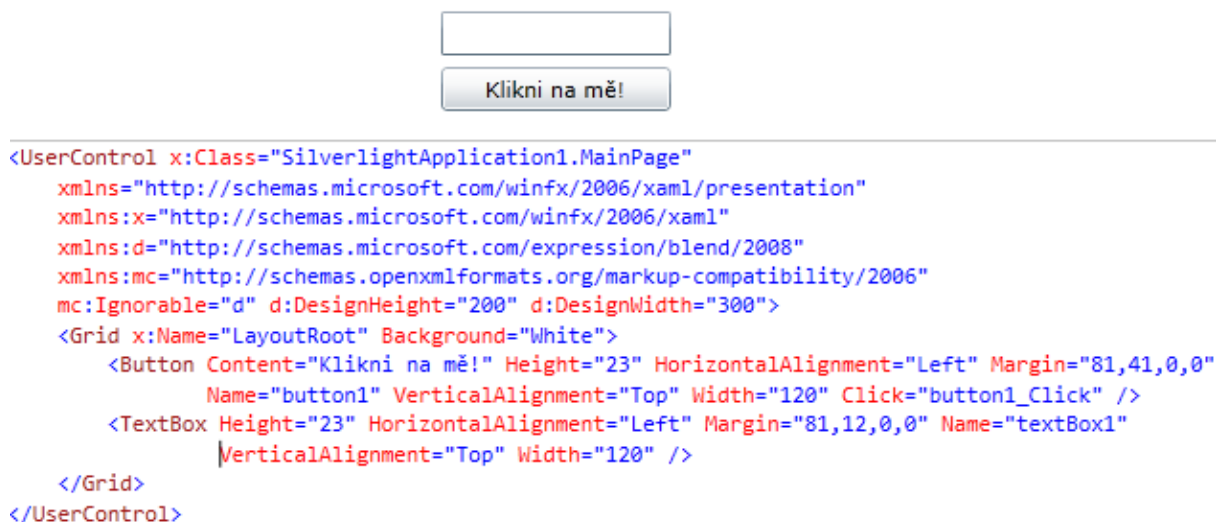 Klikni na mě!
<UserControl x:Class="SilverlightApplication1.MainPage"
    xmlns="http://schemas.microsoft.com/winfx/2006/xaml/presentation"
    xmlns:x="http://schemas.microsoft.com/winfx/2006/xaml"
    xmlns:d="http://schemas.microsoft.com/expression/blend/2008"
    xmlns:mc="http://schemas.openxmlformats.org/markup-compatibility/2006"
    mc:Ignorable="d" d:DesignHeight="200" d:DesignWidth="300">
    <Grid x:Name="LayoutRoot" Background="White">
        <Button Content="Klikni na mě!" Height="23" HorizontalAlignment="Left" Margin="81,41,0,0"
                Name="button1" VerticalAlignment="Top" Width="120" Click="button1_Click" />
        <TextBox Height="23" HorizontalAlignment="Left" Margin="81,12,0,0" Name="textBox1"
                 VerticalAlignment="Top" Width="120" />
    </Grid>
</UserControl>